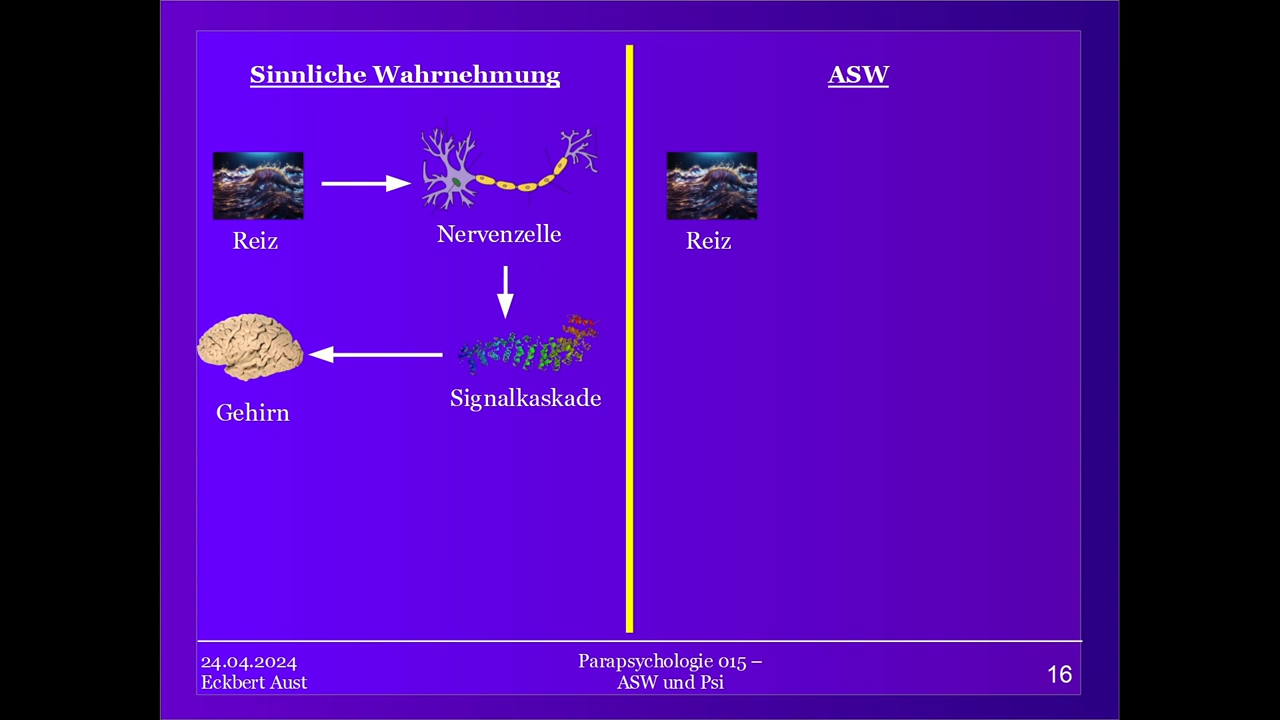 Sinnliche Wahrnehmung
Reiz
Nervenzelle
Gehirn
Signalkaskade
ASW
Reiz
24.04.2024
Eckbert Aust
Parapsychologie 015 –
ASW und Psi
16